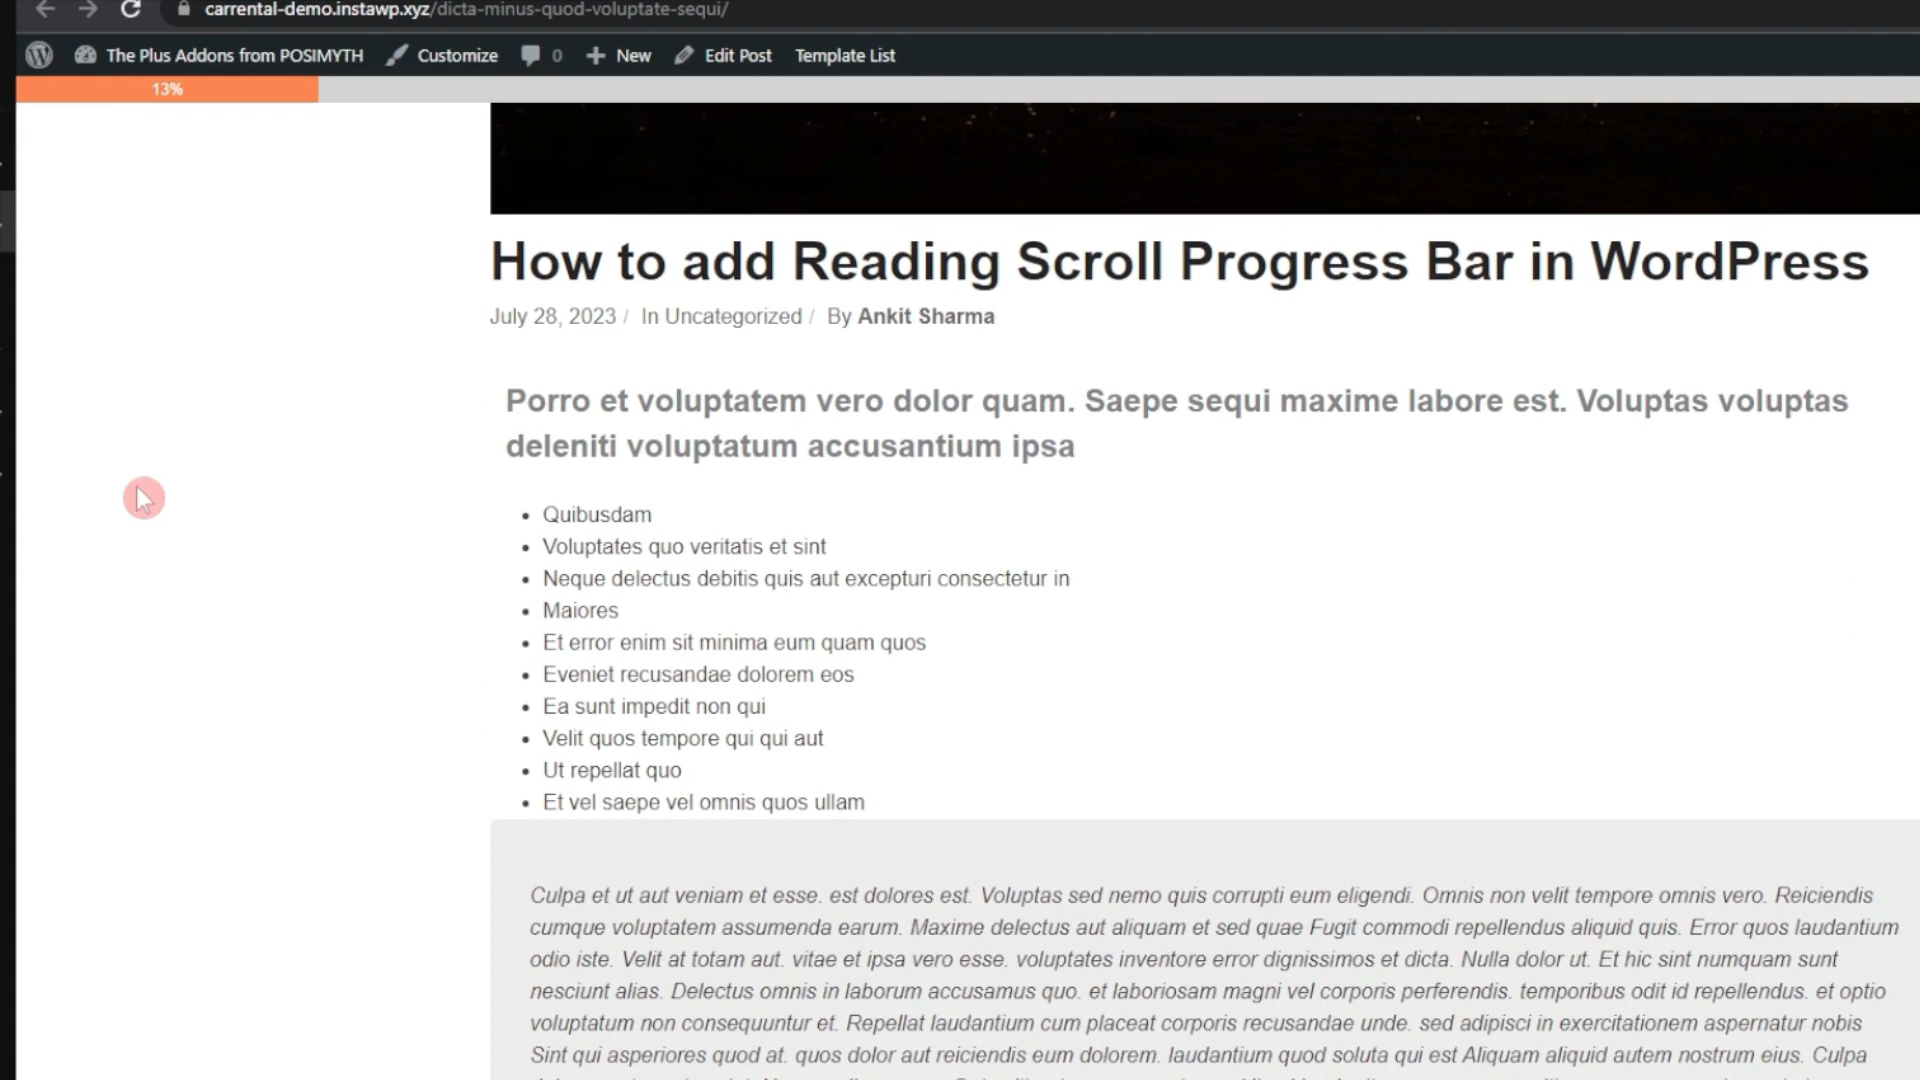 carrental-demo.instawp.xyz/dicta-minus-quod-voluptate-sequi/
The Plus Addons from POSIMYTH Customize 0 New Edit Post Template List
13%
How to add Reading Scroll Progress Bar in WordPress
July 28, 2023 / In Uncategorized / By Ankit Sharma
Porro et voluptatem vero dolor quam. Saepe sequi maxime labore est. Voluptas voluptas
deleniti voluptatum accusantium ipsa
• Quibusdam
• Voluptates quo veritatis et sint
• Neque delectus debitis quis aut excepturi consectetur in
• Maiores
• Et error enim sit minima eum quam quos
• Eveniet recusandae dolorem eos
• Ea sunt impedit non qui
• Velit quos tempore qui qui aut
• Ut repellat quo
• Et vel saepe vel omnis quos ullam
Culpa et ut aut veniam et esse. est dolores est. Voluptas sed nemo quis corrupti eum eligendi. Omnis non velit tempore omnis vero. Reiciendis
cumque voluptatem assumenda earum. Maxime delectus aut aliquam et sed quae Fugit commodi repellendus aliquid quis. Error quos laudantium
odio iste. Velit at totam aut. vitae et ipsa vero esse. voluptates inventore error dignissimos et dicta. Nulla dolor ut. Et hic sint numquam sunt
nesciunt alias. Delectus omnis in laborum accusamus quo. et laboriosam magni vel corporis perferendis. temporibus odit id repellendus. et optio
voluptatum non consequuntur et. Repellat laudantium cum placeat corporis recusandae unde. sed adipisci in exercitationem aspernatur nobis
Sint qui asperiores quod at. quos dolor aut reiciendis eum dolorem. laudantium quod soluta qui est Aliquam aliquid autem nostrum eius. Culpa